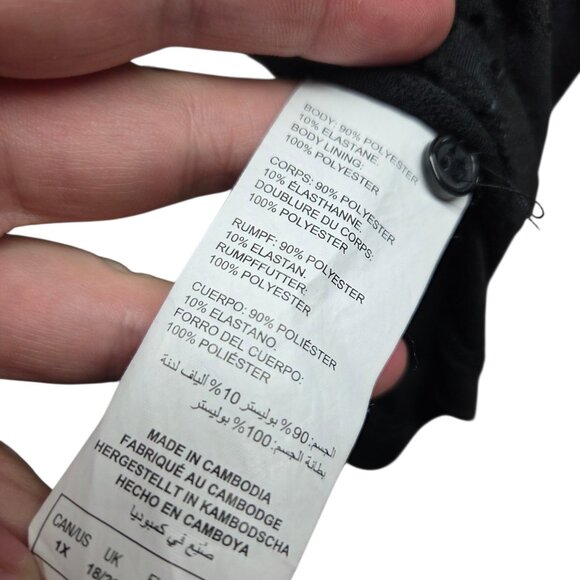 BODY: 90% POLYESTER
10% ELASTANE.
BODY LINING:
100% POLYESTER
CORPS: 90% POLYESTER
10% ÉLASTHANNE.
DOUBLURE DU CORPS:
100% POLYESTER
RUMPF: 90% POLYESTER
10% ELASTAN.
RUMPFFUTTER:
100% POLYESTER
CUERPO: 90% POLIÉSTER
10% ELASTANO.
FORRO DEL CUERPO:
100% POLIÉSTER
الجسم: 90% بوليستر 10% ألياف لدنة
بطانة الجسم: 100% بوليستر
MADE IN CAMBODIA
FABRIQUÉ AU CAMBODGE
HERGESTELLT IN KAMBODSCHA
HECHO EN CAMBOYA
صنع في كمبوديا
CAN/US UK
1X